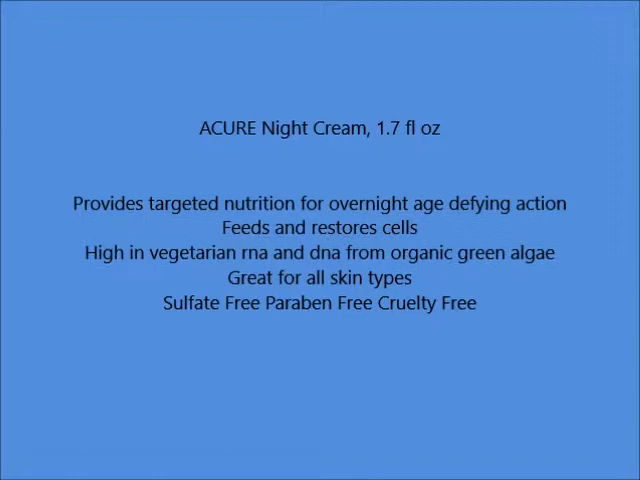 ACURE Night Cream, 1.7 fl oz
Provides targeted nutrition for overnight age defying action
Feeds and restores cells
High in vegetarian rna and dna from organic green algae
Great for all skin types
Sulfate Free Paraben Free Cruelty Free